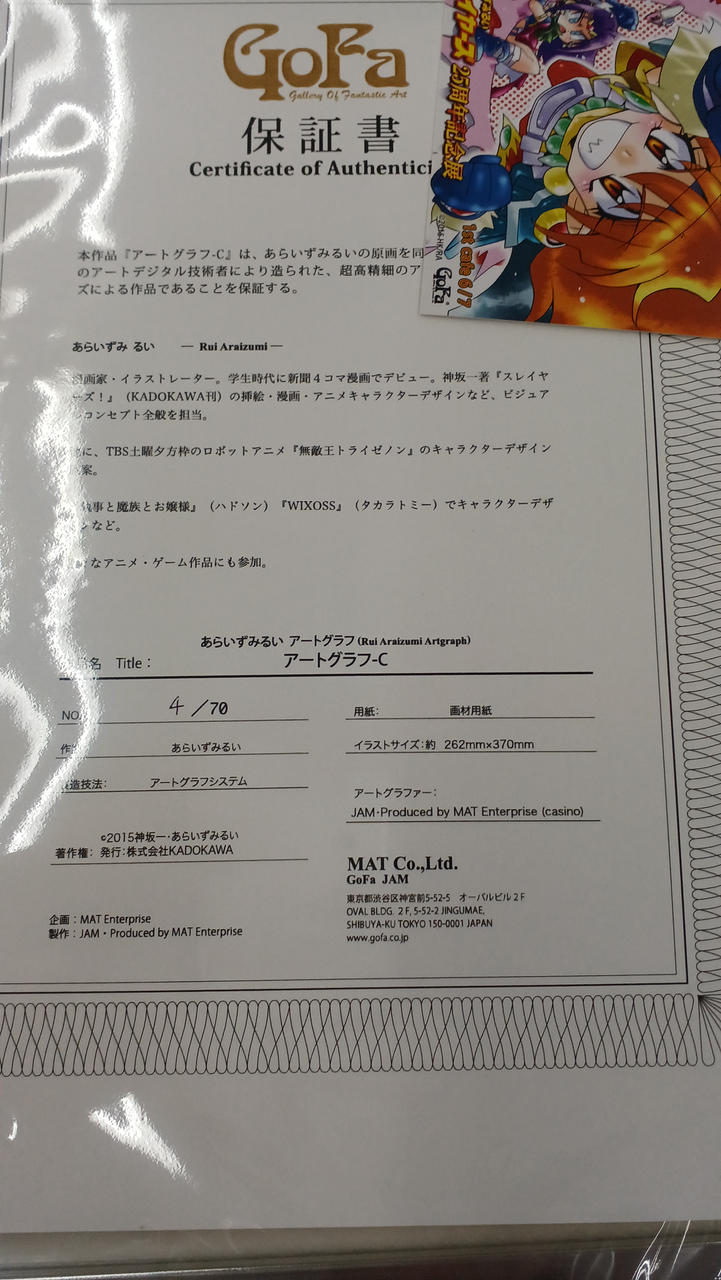 GoFa
Gallery Of Fantastic Art
保証書
Certificate of
本作品『アートグラフ-C』は、あらいずみるいの原画を同
のアートデジタル技術者により造られた、超高精細のア
ズによる作品であることを保証する。
あらいずみ るい — Rui Araizumi —
画家・イラストレーター。学生時代に新聞4コマ漫画でデビュー。神坂一著『スレイヤ
ズ!』(KADOKAWA刊)の挿絵・漫画・アニメキャラクターデザインなど、ビジュア
コンセプト全般を担当。
に、TBS土曜夕方枠のロボットアニメ『無敵王トライゼノン』のキャラクターデザイン
案。
事と魔族とお嬢様』(ハドソン)『WIXOSS』(タカラトミー)でキャラクターデザ
ンなど。
なアニメ・ゲーム作品にも参加。
あらいずみるい アートグラフ(Rui Araizumi Artgraph)
名 Title: アートグラフ-C
NO. 4/70
用紙: 画材用紙
作 あらいずみるい
イラストサイズ:約 262mm×370mm
造技法: アートグラフシステム
アートグラファー:
JAM・Produced by MAT Enterprise (casino)
©2015神坂一・あらいずみるい
著作権: 発行:株式会社KADOKAWA
MAT Co.,Ltd.
GoFa JAM
東京都渋谷区神宮前5-52-5 オーバルビル2F
OVAL BLDG. 2F, 5-52-2 JINGUMAE,
SHIBUYA-KU TOKYO 150-0001 JAPAN
www.gofa.co.jp
企画:MAT Enterprise
製作:JAM・Produced by MAT Enterprise
イヤーズ 25周年記念展
1st cafe 6/7
GoFa